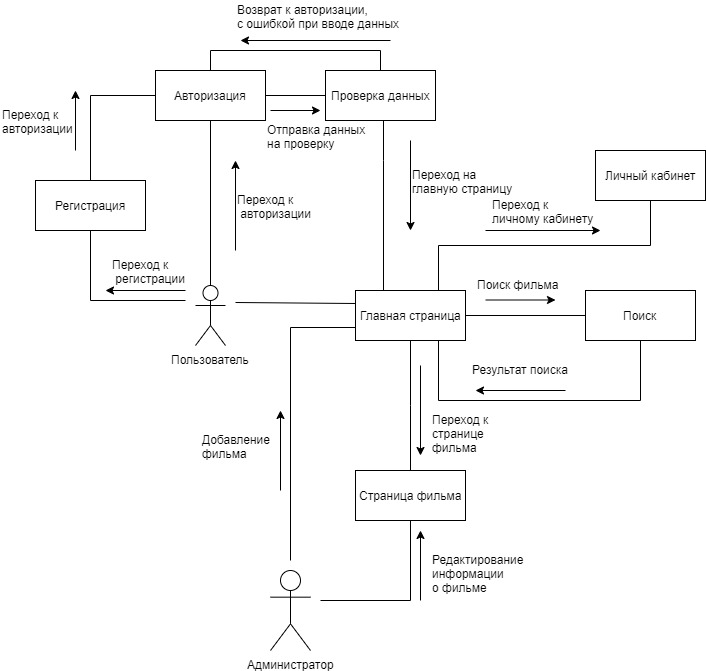 Возврат к авторизации,
с ошибкой при вводе данных
Авторизация
Проверка данных
Переход к
авторизации
Отправка данных
на проверку
Переход на
главную страницу
Личный кабинет
Регистрация
Переход к
авторизации
Переход к
личному кабинету
Переход к
регистрации
Поиск фильма
Главная страница
Поиск
Пользователь
Результат поиска
Добавление
фильма
Переход к
странице
фильма
Страница фильма
Редактирование
информации
о фильме
Администратор